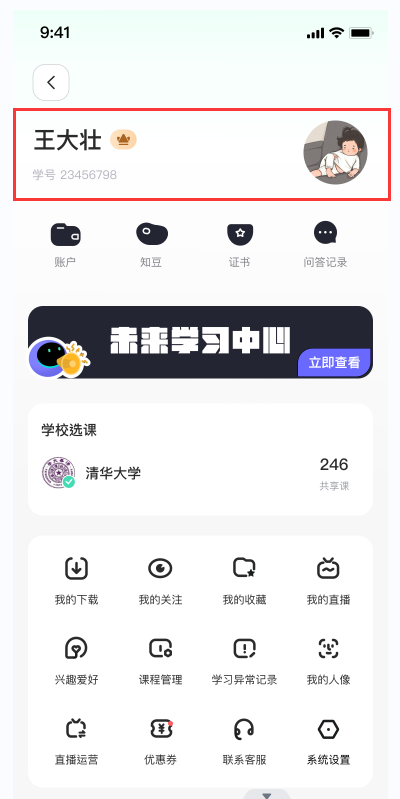 9:41
王大壮
学号 23456798
账户 知豆 证书 问答记录
未来学习中心
立即查看
学校选课
清华大学
246
共享课
我的下载 我的关注 我的收藏 我的直播
兴趣爱好 课程管理 学习异常记录 我的人像
直播运营 优惠券 联系客服 系统设置